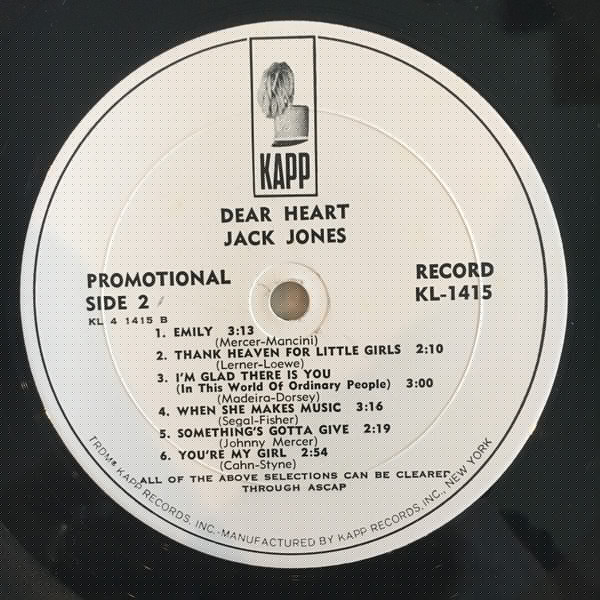 KAPP
DEAR HEART
JACK JONES
PROMOTIONAL
SIDE 2
KL 4 1415 B
RECORD
KL-1415
1. EMILY 3:13
(Mercer-Mancini)
2. THANK HEAVEN FOR LITTLE GIRLS 2:10
(Lerner-Loewe)
3. I'M GLAD THERE IS YOU
(In This World Of Ordinary People) 3:00
(Madeira-Dorsey)
4. WHEN SHE MAKES MUSIC 3:16
(Segal-Fisher)
5. SOMETHING'S GOTTA GIVE 2:19
(Johnny Mercer)
6. YOU'RE MY GIRL 2:54
(Cahn-Styne)
ALL OF THE ABOVE SELECTIONS CAN BE CLEARED
THROUGH ASCAP
TRDM® KAPP RECORDS, INC.-MANUFACTURED BY KAPP RECORDS, INC., NEW YORK